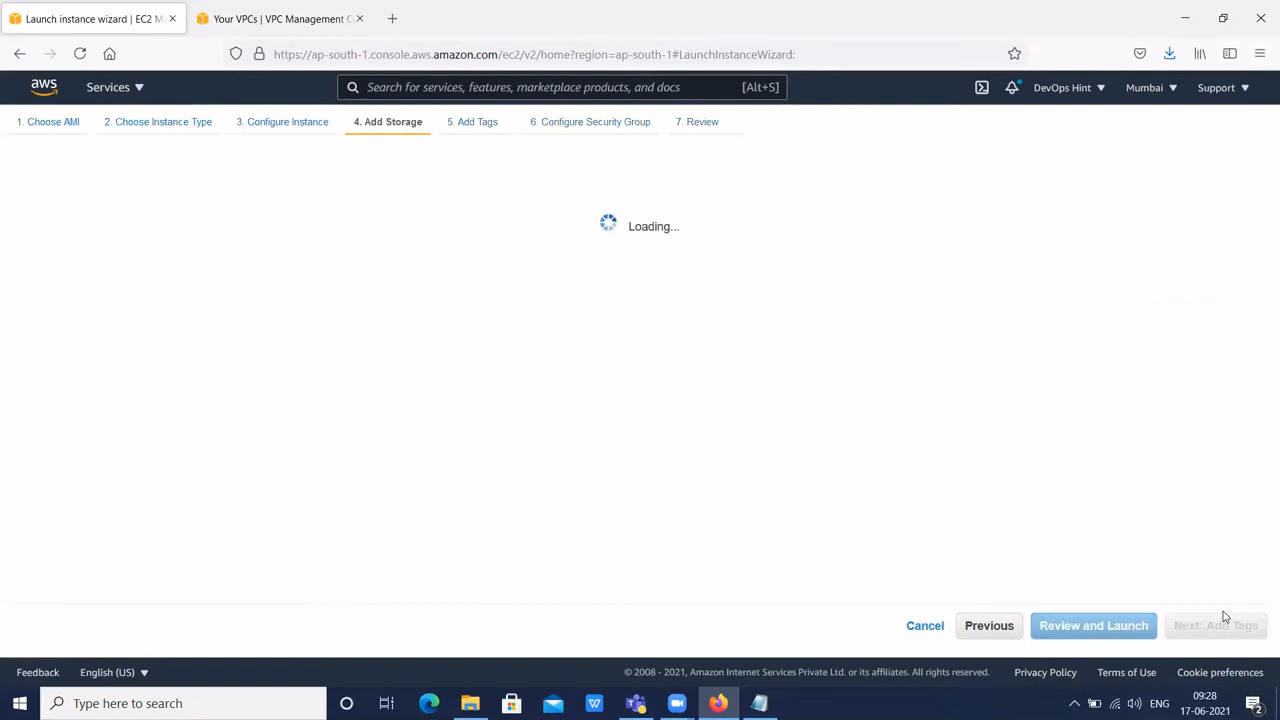 Launch instance wizard | EC2 M
Your VPCs | VPC Management C
https://ap-south-1.console.aws.amazon.com/ec2/v2/home?region=ap-south-1#LaunchInstanceWizard:
aws
Services
Search for services, features, marketplace products, and docs
[Alt+S]
DevOps Hint
Mumbai
Support
1. Choose AMI
2. Choose Instance Type
3. Configure Instance
4. Add Storage
5. Add Tags
6. Configure Security Group
7. Review
Loading...
Cancel
Previous
Review and Launch
Next: Add Tags
Feedback
English (US)
© 2008 - 2021, Amazon Internet Services Private Ltd. or its affiliates. All rights reserved.
Privacy Policy
Terms of Use
Cookie preferences
Type here to search
ENG
09:28
17-06-2021
2